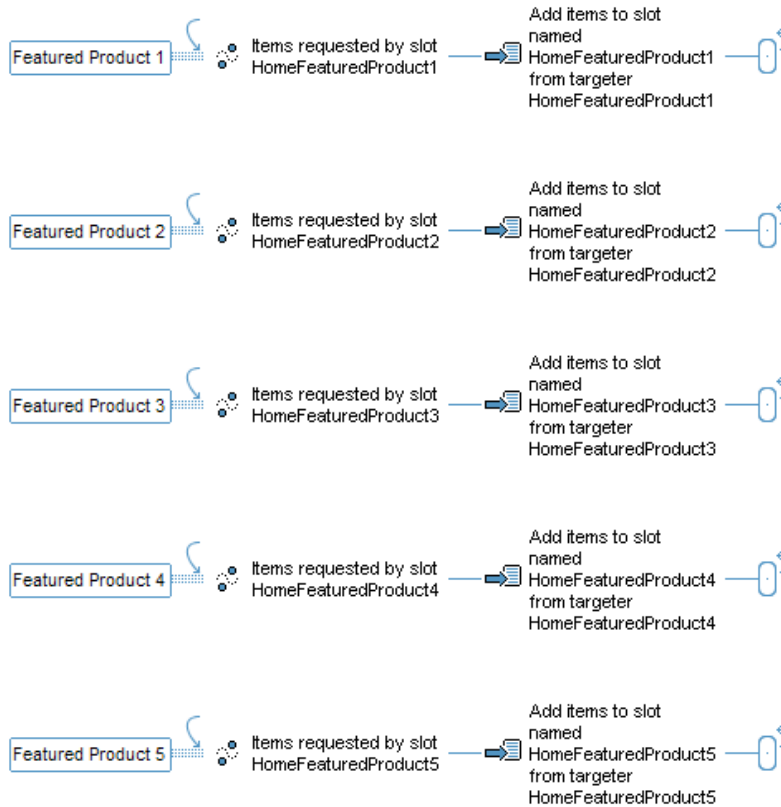 Featured Product 1
Items requested by slot
HomeFeaturedProduct1
Add items to slot
named
HomeFeaturedProduct1
from targeter
HomeFeaturedProduct1
Featured Product 2
Items requested by slot
HomeFeaturedProduct2
Add items to slot
named
HomeFeaturedProduct2
from targeter
HomeFeaturedProduct2
Featured Product 3
Items requested by slot
HomeFeaturedProduct3
Add items to slot
named
HomeFeaturedProduct3
from targeter
HomeFeaturedProduct3
Featured Product 4
Items requested by slot
HomeFeaturedProduct4
Add items to slot
named
HomeFeaturedProduct4
from targeter
HomeFeaturedProduct4
Featured Product 5
Items requested by slot
HomeFeaturedProduct5
Add items to slot
named
HomeFeaturedProduct5
from targeter
HomeFeaturedProduct5